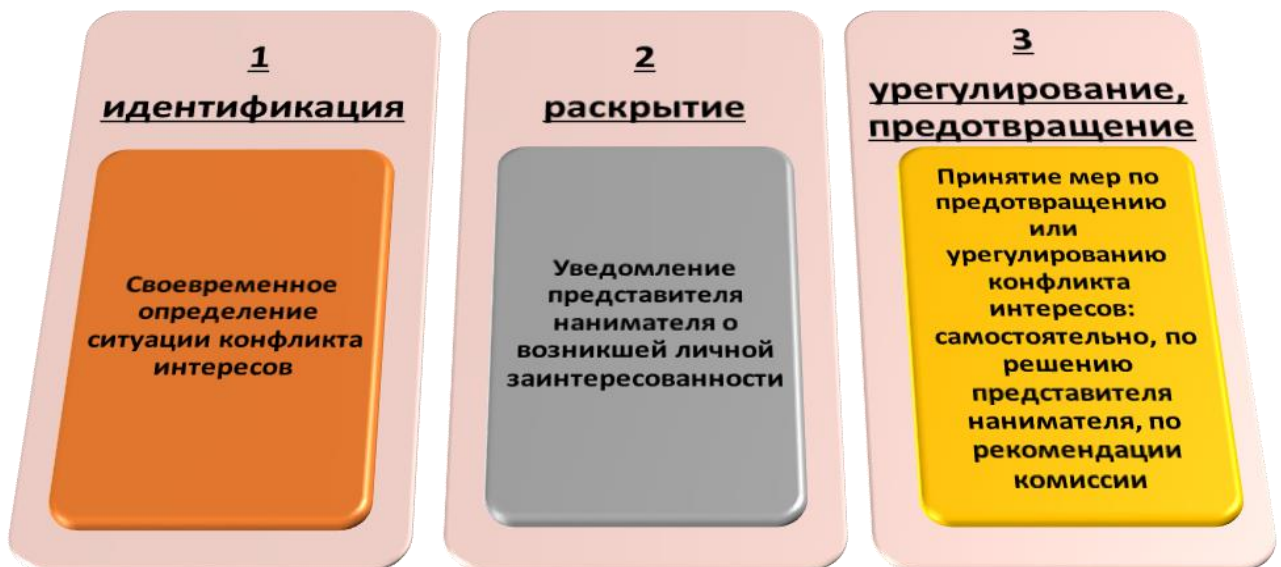 1
идентификация
Своевременное
определение
ситуации конфликта
интересов
2
раскрытие
Уведомление
представителя
нанимателя о
возникшей личной
заинтересованности
3
урегулирование,
предотвращение
Принятие мер по
предотвращению
или
урегулированию
конфликта
интересов:
самостоятельно, по
решению
представителя
нанимателя, по
рекомендации
комиссии